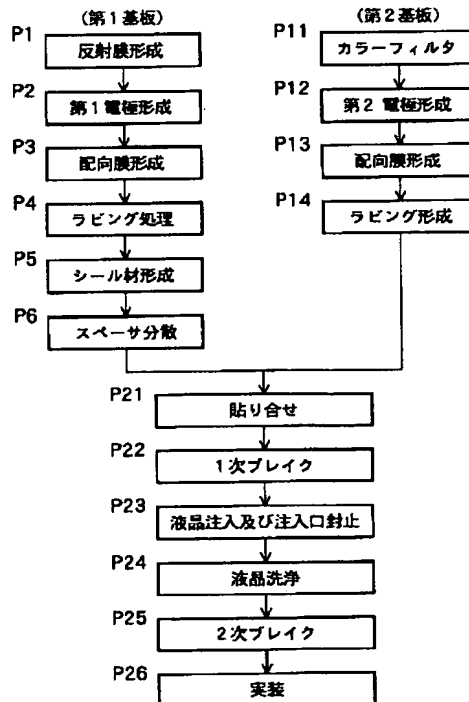 (第1基板)
P1
反射膜形成
P2
第1電極形成
P3
配向膜形成
P4
ラビング処理
P5
シール材形成
P6
スペーサ分散
(第2基板)
P11
カラーフィルタ
P12
第2 電極形成
P13
配向膜形成
P14
ラビング形成
P21
貼り合せ
P22
1次ブレイク
P23
液晶注入及び注入口封止
P24
液晶洗浄
P25
2次ブレイク
P26
実装